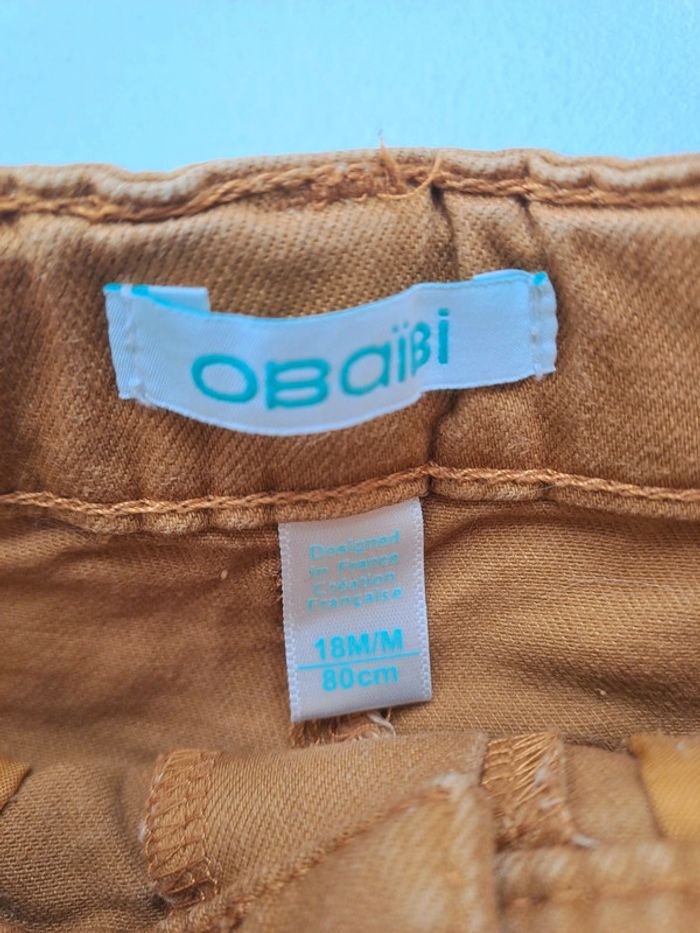 OBaïBi
Designed
in France
Création
Française
18M/M
80cm